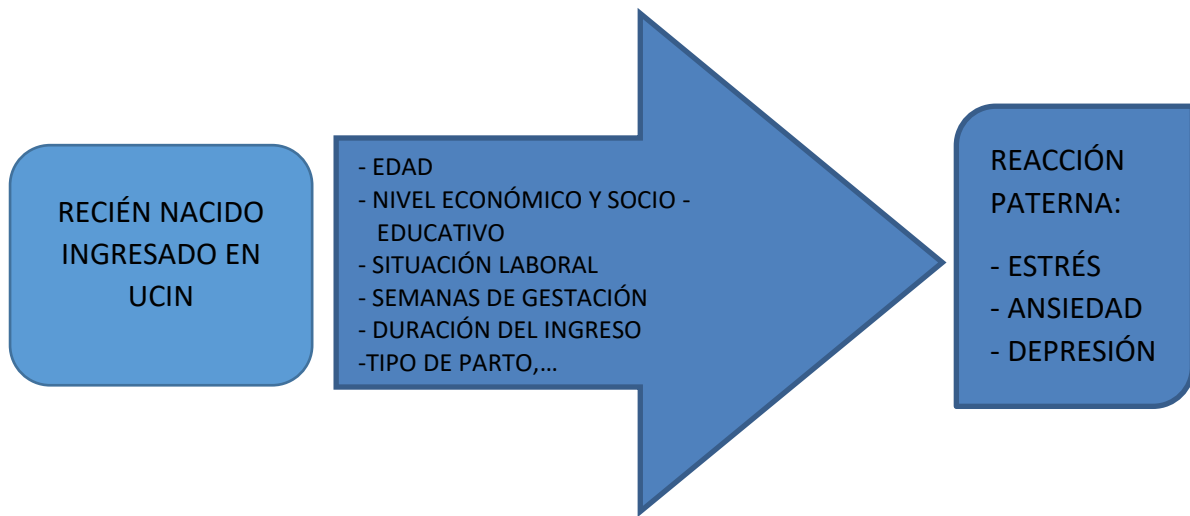 RECIÉN NACIDO
INGRESADO EN
UCIN
- EDAD
- NIVEL ECONÓMICO Y SOCIO -
EDUCATIVO
- SITUACIÓN LABORAL
- SEMANAS DE GESTACIÓN
- DURACIÓN DEL INGRESO
-TIPO DE PARTO,…
REACCIÓN
PATERNA:
- ESTRÉS
- ANSIEDAD
- DEPRESIÓN